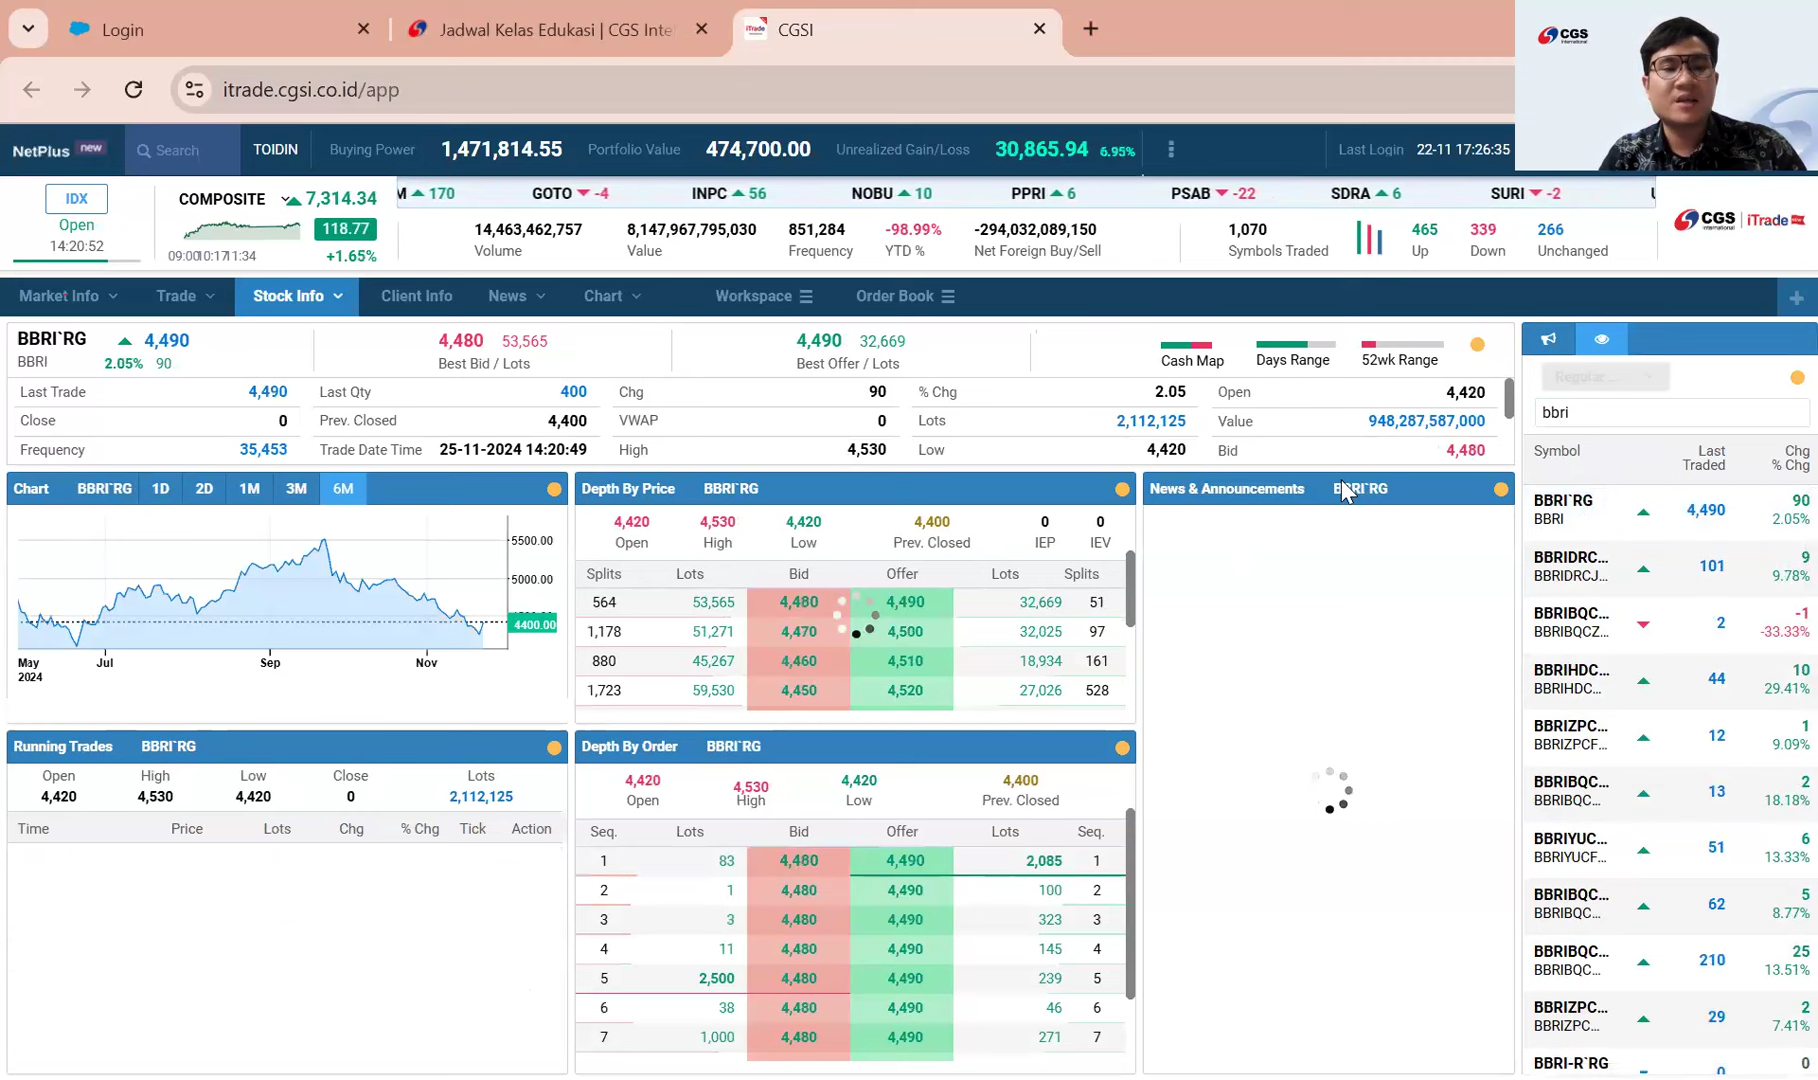 Login
Jadwal Kelas Edukasi | CGS Inte
CGSI
CGS International
itrade.cgsi.co.id/app
NetPlus new
Search
TOIDIN
Buying Power 1,471,814.55
Portfolio Value 474,700.00
Unrealized Gain/Loss 30,865.94 6.95%
Last Login 22-11 17:26:35
IDX
Open
14:20:52
COMPOSITE 7,314.34
118.77
+1.65%
09:00 10:17 11:34
M 170 GOTO -4 INPC 56 NOBU 10 PPRI 6 PSAB -22 SDRA 6 SURI -2
14,463,462,757 8,147,967,795,030 851,284 -98.99% -294,032,089,150 1,070 465 339 266
Volume Value Frequency YTD % Net Foreign Buy/Sell Symbols Traded Up Down Unchanged
CGS International iTrade
Market Info Trade Stock Info Client Info News Chart Workspace Order Book
BBRI`RG 4,490 4,480 53,565 4,490 32,669
BBRI 2.05% 90 Best Bid / Lots Best Offer / Lots Cash Map Days Range 52wk Range
Last Trade 4,490 Last Qty 400 Chg 90 % Chg 2.05 Open 4,420
Close 0 Prev. Closed 4,400 VWAP 0 Lots 2,112,125 Value 948,287,587,000
Frequency 35,453 Trade Date Time 25-11-2024 14:20:49 High 4,530 Low 4,420 Bid 4,480
Chart BBRI`RG 1D 2D 1M 3M 6M
5500.00
5000.00
4400.00
May Jul Sep Nov
2024
Depth By Price BBRI`RG
4,420 4,530 4,420 4,400 0 0
Open High Low Prev. Closed IEP IEV
Splits Lots Bid Offer Lots Splits
564 53,565 4,480 4,490 32,669 51
1,178 51,271 4,470 4,500 32,025 97
880 45,267 4,460 4,510 18,934 161
1,723 59,530 4,450 4,520 27,026 528
News & Announcements BBRI`RG
Running Trades BBRI`RG
Open High Low Close Lots
4,420 4,530 4,420 0 2,112,125
Time Price Lots Chg % Chg Tick Action
Depth By Order BBRI`RG
4,420 4,530 4,420 4,400
Open High Low Prev. Closed
Seq. Lots Bid Offer Lots Seq.
1 83 4,480 4,490 2,085 1
2 1 4,480 4,490 100 2
3 3 4,480 4,490 323 3
4 11 4,480 4,490 145 4
5 2,500 4,480 4,490 239 5
6 38 4,480 4,490 46 6
7 1,000 4,480 4,490 271 7
Regular ...
bbri
Symbol Last Traded Chg % Chg
BBRI`RG 4,490 90
BBRI 2.05%
BBRIDRC... 101 9
BBRIDRCJ... 9.78%
BBRIBQC... 2 -1
BBRIBQCZ... -33.33%
BBRIHDC... 44 10
BBRIHDC... 29.41%
BBRIZPC... 12 1
BBRIZPCF... 9.09%
BBRIBQC... 13 2
BBRIBQC... 18.18%
BBRIYUC... 51 6
BBRIYUCF... 13.33%
BBRIBQC... 62 5
BBRIBQC... 8.77%
BBRIBQC... 210 25
BBRIBQC... 13.51%
BBRIZPC... 29 2
BBRIZPC... 7.41%
BBRI-R`RG 0 0